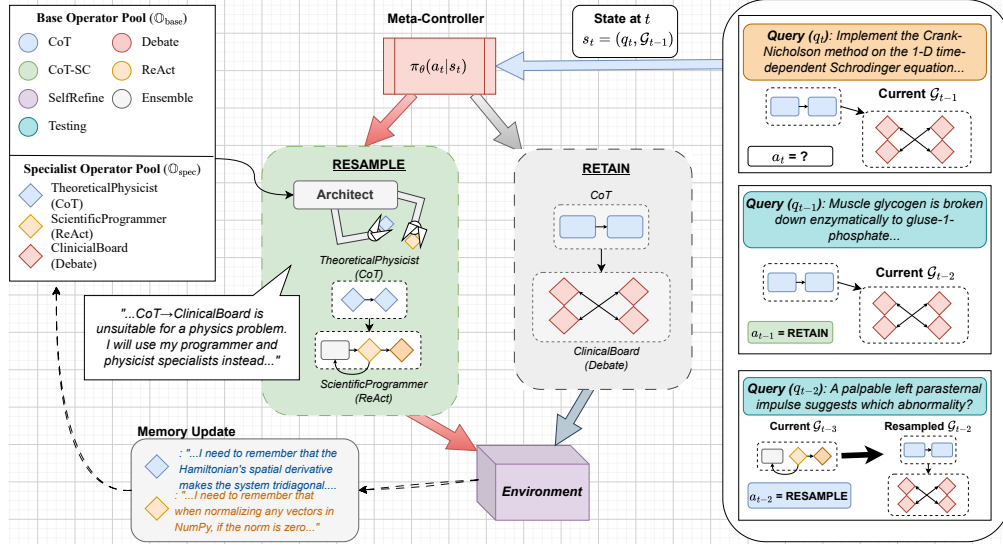 Base Operator Pool (𝕆base)
CoT
Debate
CoT-SC
ReAct
SelfRefine
Ensemble
Testing
Specialist Operator Pool (𝕆spec)
TheoreticalPhysicist
(CoT)
ScientificProgrammer
(ReAct)
ClinicialBoard
(Debate)
Meta-Controller
πθ(at|st)
State at t
st = (qt, 𝒢t−1)
RESAMPLE
Architect
TheoreticalPhysicist
(CoT)
ScientificProgrammer
(ReAct)
"...CoT→ClinicalBoard is
unsuitable for a physics problem.
I will use my programmer and
physicist specialists instead..."
RETAIN
CoT
ClinicalBoard
(Debate)
Memory Update
: "...I need to remember that the
Hamiltonian's spatial derivative
makes the system tridiagonal....
: "...I need to remember that
when normalizing any vectors in
NumPy, if the norm is zero..."
Environment
Query (qt): Implement the Crank-
Nicholson method on the 1-D time-
dependent Schrodinger equation...
Current 𝒢t−1
at = ?
Query (qt−1): Muscle glycogen is broken
down enzymatically to gluse-1-
phosphate...
Current 𝒢t−2
at−1 = RETAIN
Query (qt−2): A palpable left parasternal
impulse suggests which abnormality?
Current 𝒢t−3
Resampled 𝒢t−2
at−2 = RESAMPLE